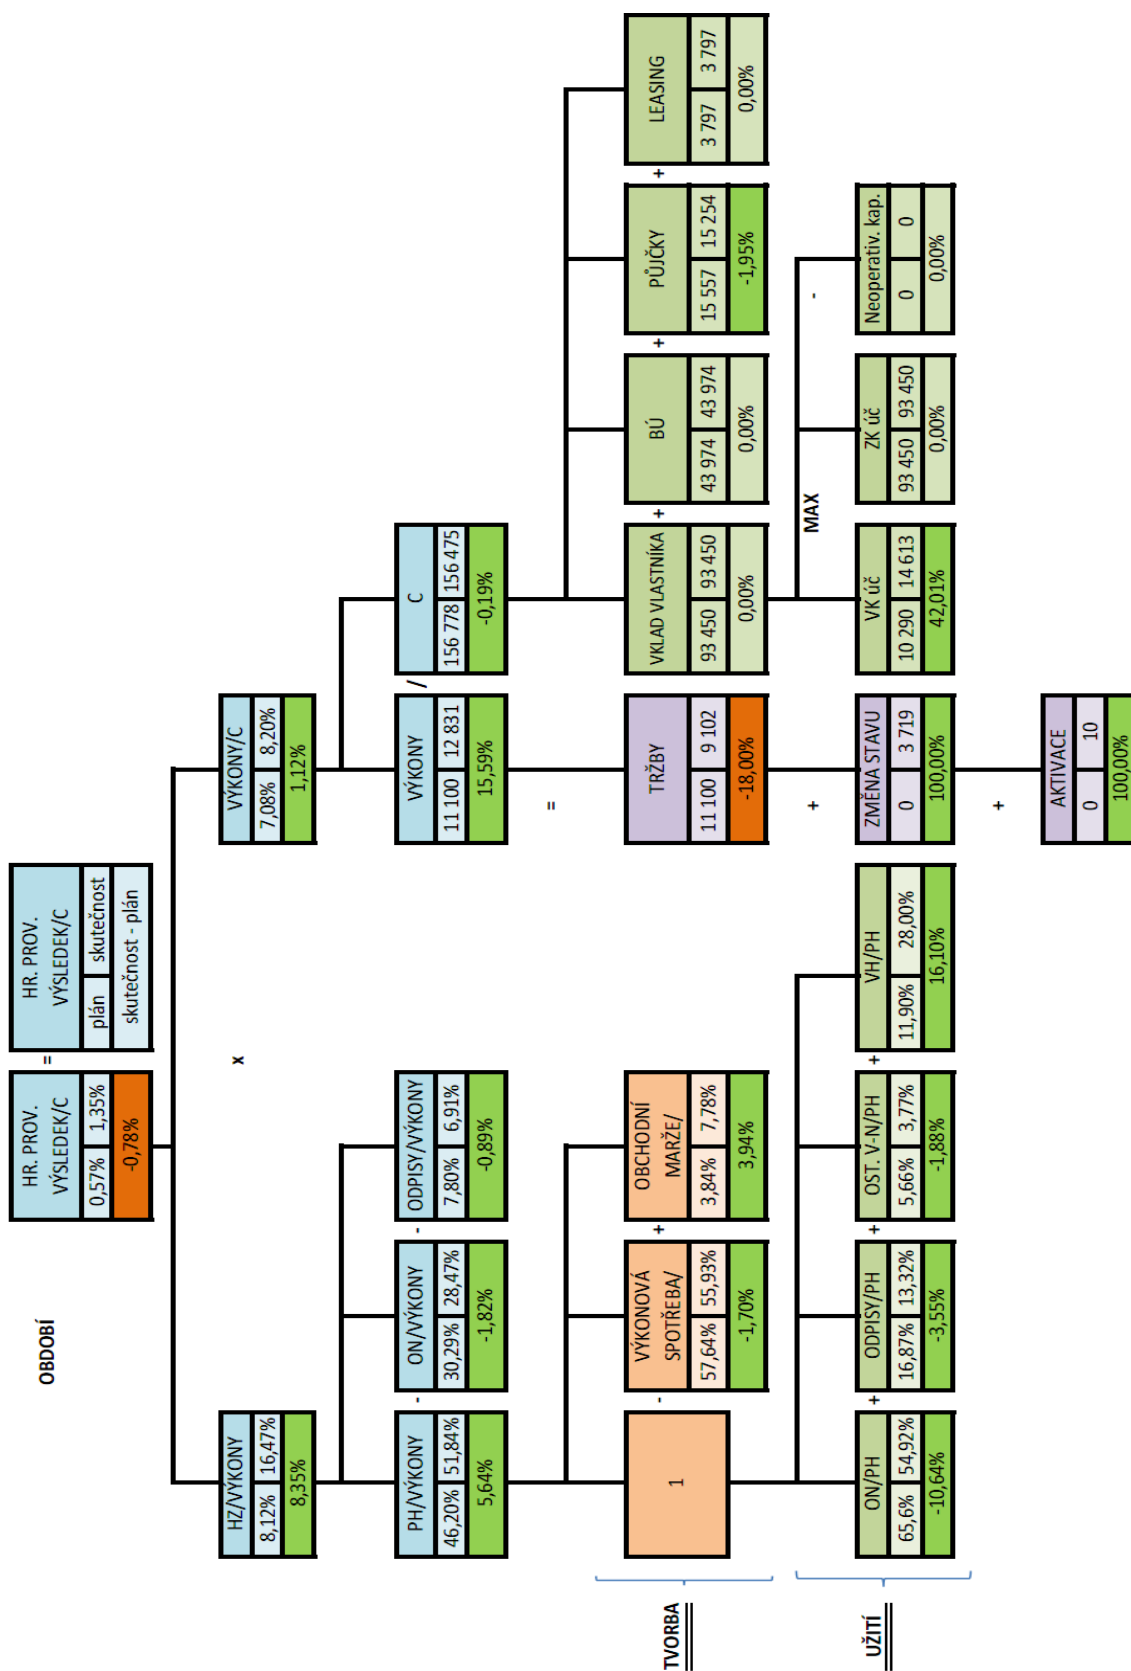 OBDOBÍ
HR. PROV.
VÝSLEDEK/C
0,57% 1,35%
-0,78%
=
HR. PROV.
VÝSLEDEK/C
plán skutečnost
skutečnost - plán
HZ/VÝKONY
8,12% 16,47%
8,35%
x
VÝKONY/C
7,08% 8,20%
1,12%
PH/VÝKONY
46,20% 51,84%
5,64%
-
ON/VÝKONY
30,29% 28,47%
-1,82%
-
ODPISY/VÝKONY
7,80% 6,91%
-0,89%
VÝKONY
11 100 12 831
15,59%
/
C
156 778 156 475
-0,19%
=
TVORBA
1
-
VÝKONOVÁ
SPOTŘEBA/
57,64% 55,93%
-1,70%
+
OBCHODNÍ
MARŽE/
3,84% 7,78%
3,94%
TRŽBY
11 100 9 102
-18,00%
VKLAD VLASTNÍKA
93 450 93 450
0,00%
+
BÚ
43 974 43 974
0,00%
+
PŮJČKY
15 557 15 254
-1,95%
+
LEASING
3 797 3 797
0,00%
+
MAX
-
UŽITÍ
ON/PH
65,6% 54,92%
-10,64%
+
ODPISY/PH
16,87% 13,32%
-3,55%
+
OST. V-N/PH
5,66% 3,77%
-1,88%
+
VH/PH
11,90% 28,00%
16,10%
ZMĚNA STAVU
0 3 719
100,00%
VK úč
10 290 14 613
42,01%
ZK úč
93 450 93 450
0,00%
Neoperativ. kap.
0 0
0,00%
+
AKTIVACE
0 10
100,00%